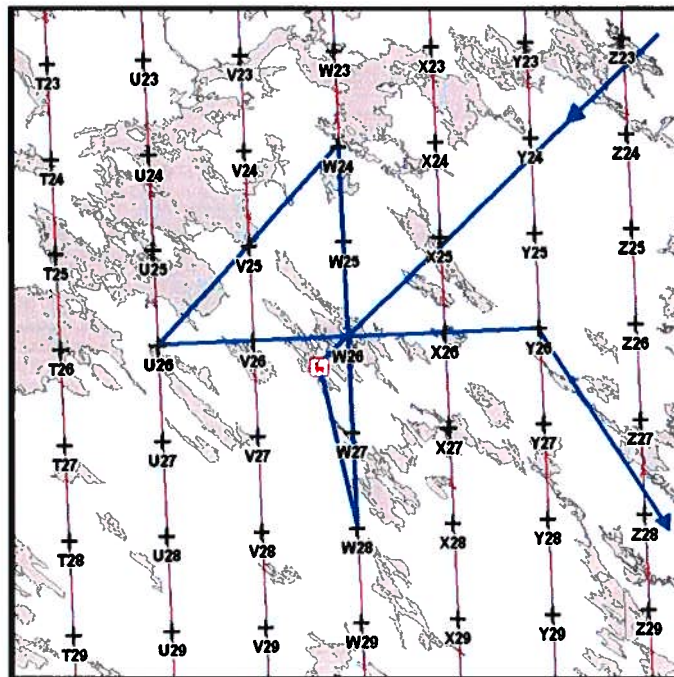 T23 U23 V23 W23 X23 Y23 Z23
T24 U24 V24 W24 X24 Y24 Z24
T25 U25 V25 W25 X25 Y25 Z25
T26 U26 V26 W26 X26 Y26 Z26
T27 U27 V27 W27 X27 Y27 Z27
T28 U28 V28 W28 X28 Y28 Z28
T29 U29 V29 W29 X29 Y29 Z29